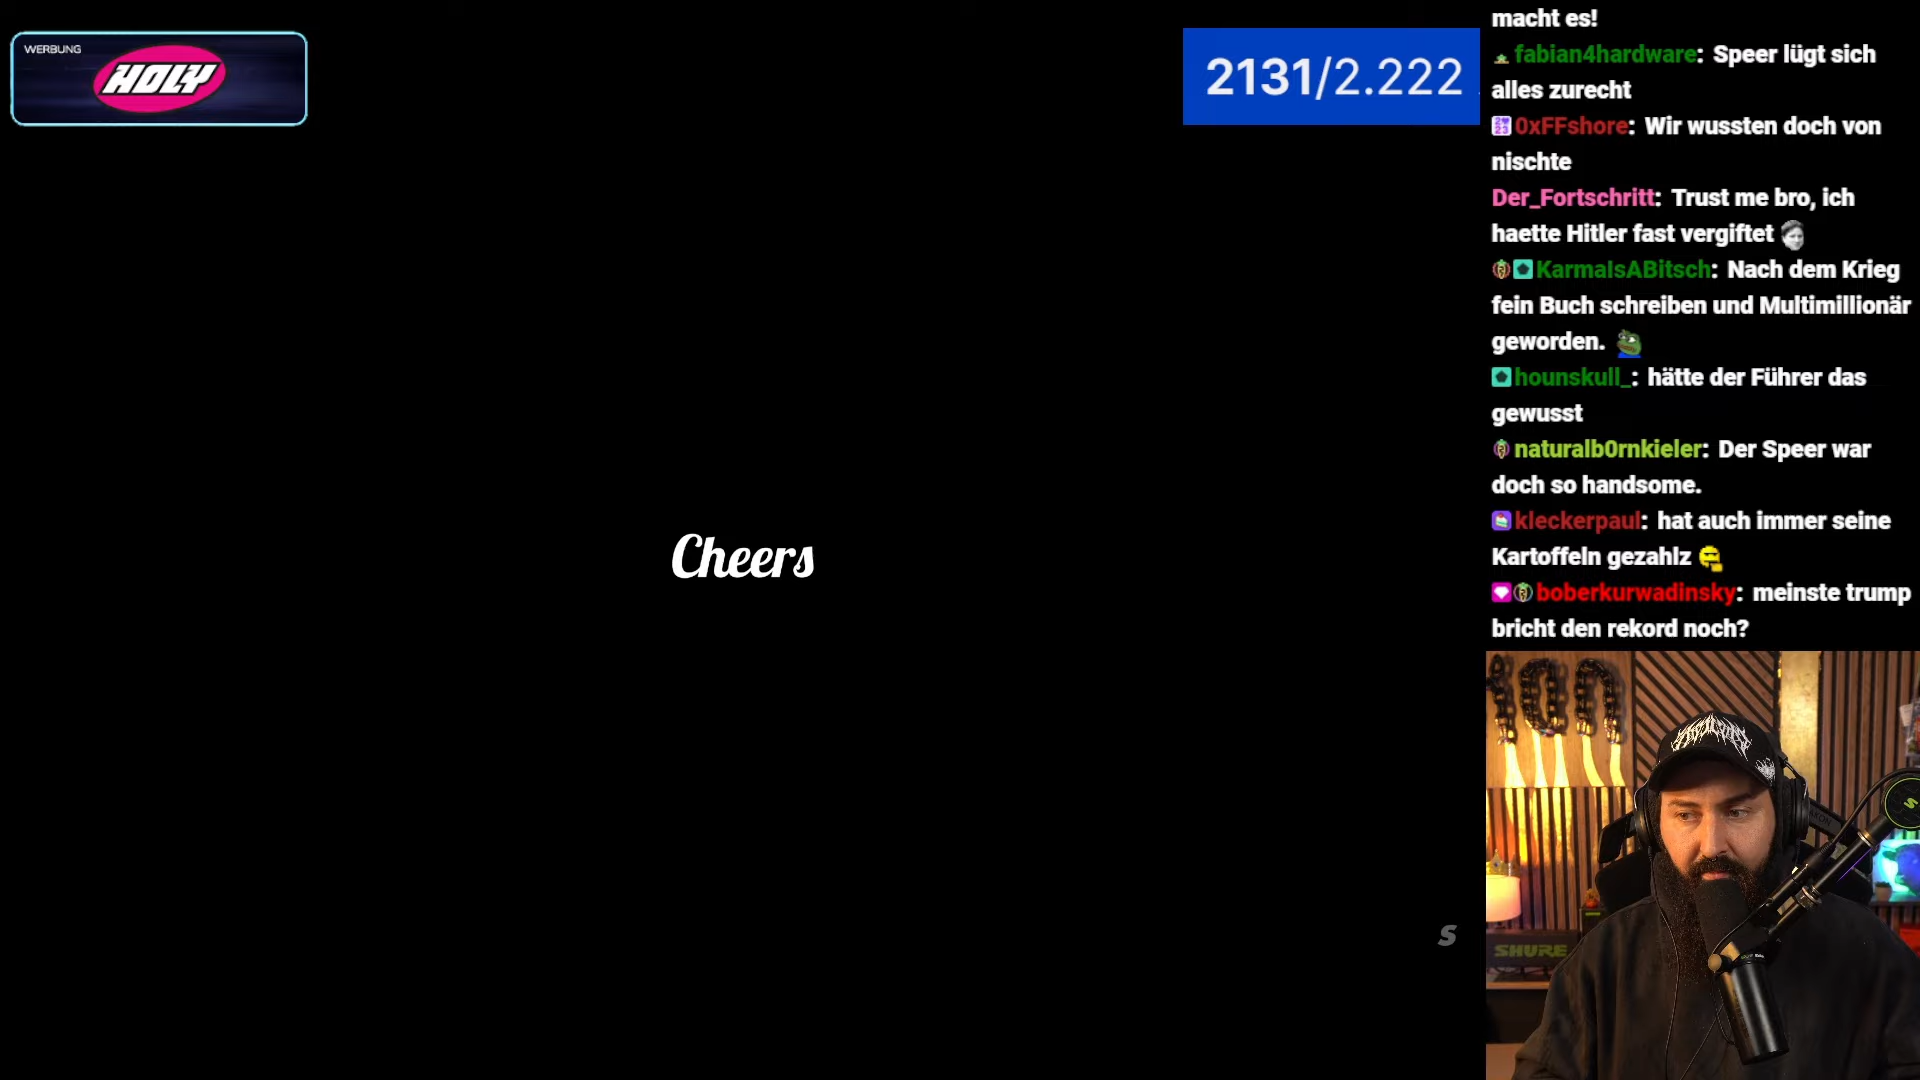 WERBUNG
HOLY
2131/2.222
Cheers
S
macht es!
fabian4hardware: Speer lügt sich
alles zurecht
0xFFshore: Wir wussten doch von
nischte
Der_Fortschritt: Trust me bro, ich
haette Hitler fast vergiftet
KarmaIsABitsch: Nach dem Krieg
fein Buch schreiben und Multimillionär
geworden.
hounskull_: hätte der Führer das
gewusst
naturalb0rnkieler: Der Speer war
doch so handsome.
kleckerpaul: hat auch immer seine
Kartoffeln gezahlz
boberkurwadinsky: meinste trump
bricht den rekord noch?
SHURE